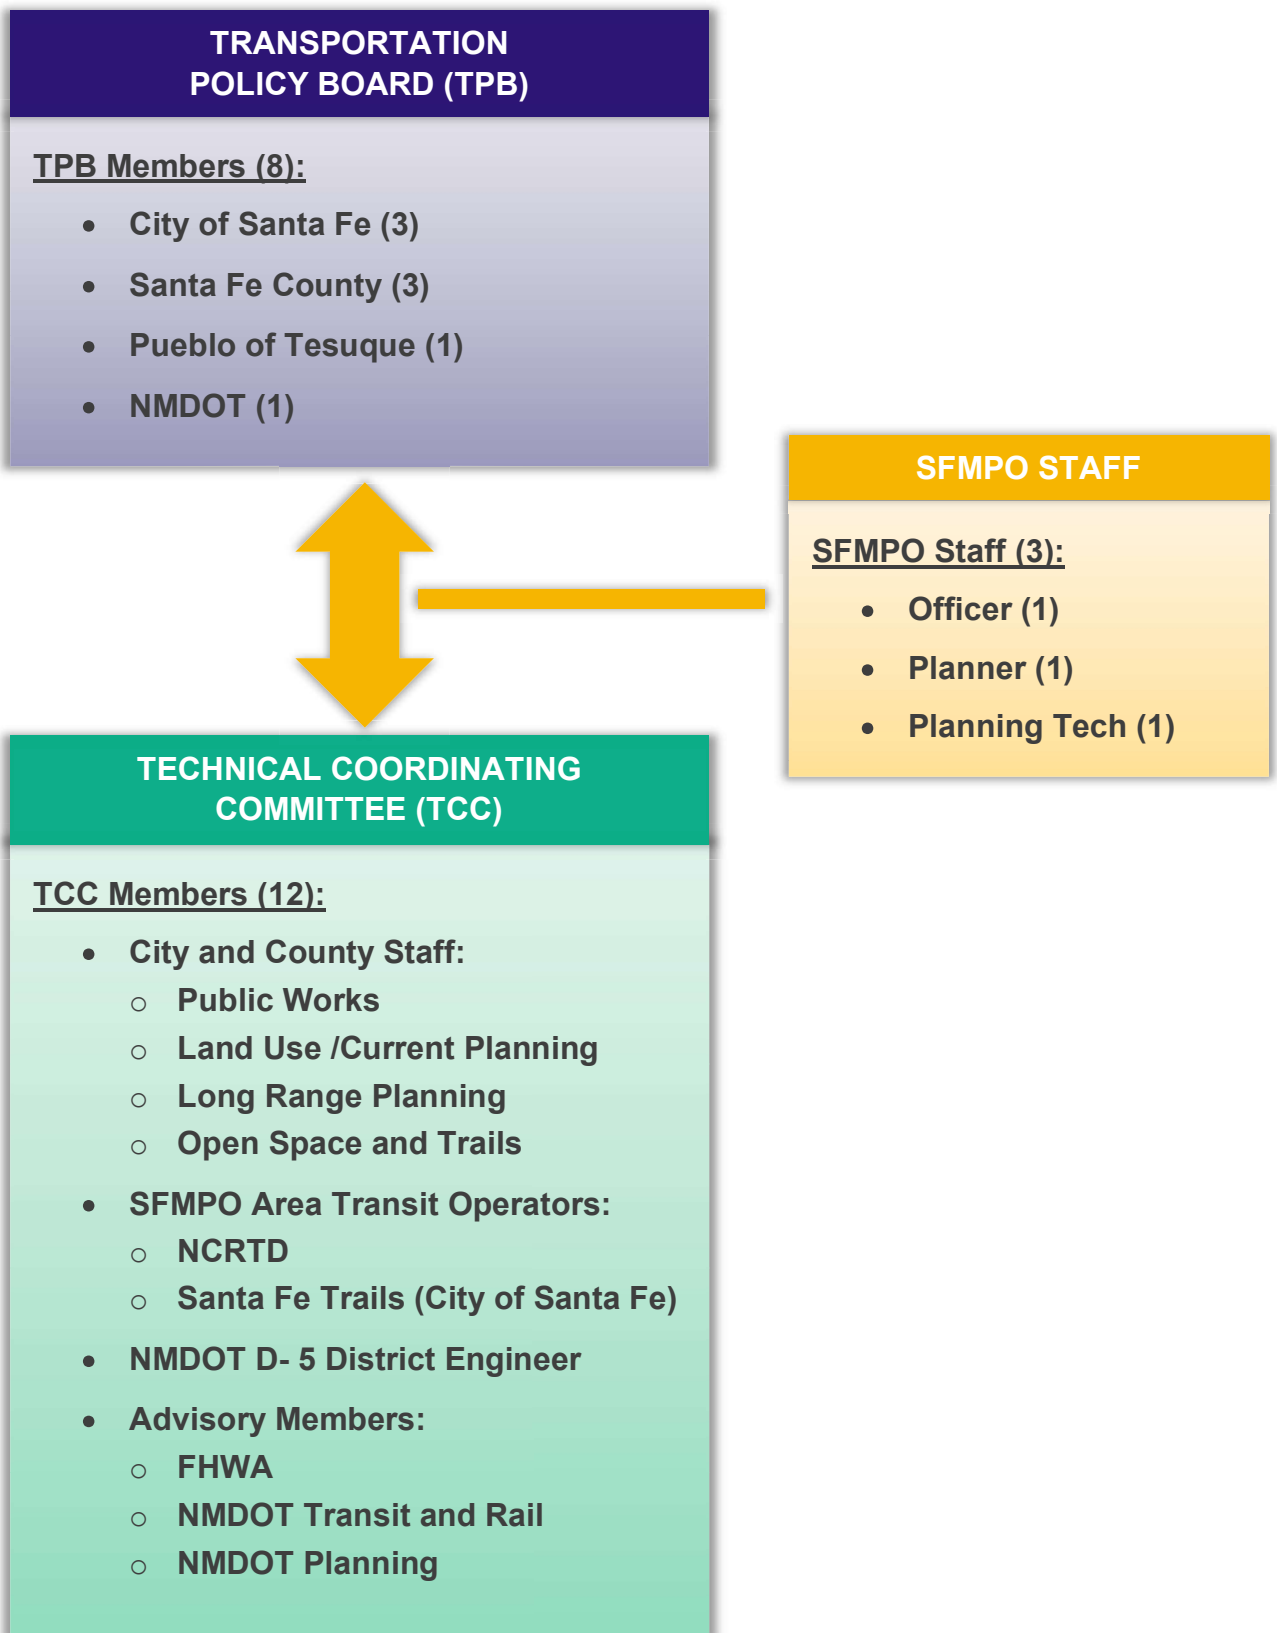 TRANSPORTATION
POLICY BOARD (TPB)
TPB Members (8):
• City of Santa Fe (3)
• Santa Fe County (3)
• Pueblo of Tesuque (1)
• NMDOT (1)
SFMPO STAFF
SFMPO Staff (3):
• Officer (1)
• Planner (1)
• Planning Tech (1)
TECHNICAL COORDINATING
COMMITTEE (TCC)
TCC Members (12):
• City and County Staff:
o Public Works
o Land Use /Current Planning
o Long Range Planning
o Open Space and Trails
• SFMPO Area Transit Operators:
o NCRTD
o Santa Fe Trails (City of Santa Fe)
• NMDOT D- 5 District Engineer
• Advisory Members:
o FHWA
o NMDOT Transit and Rail
o NMDOT Planning